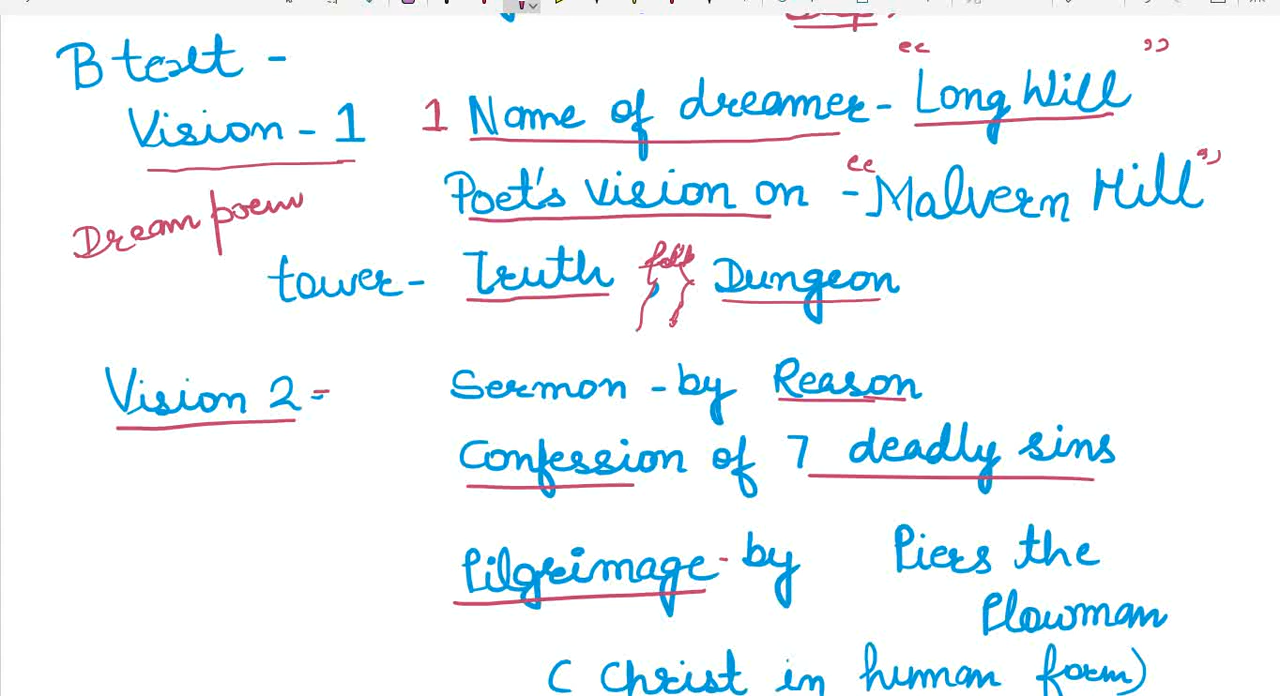 B text -
Vision - 1 1 Name of dreamer - "Long Will"
Poet's vision on - "Malvern Hill"
Dream poem
tower - Truth folk Dungeon
Vision 2 = Sermon - by Reason
Confession of 7 deadly sins
Pilgrimage - by Piers the
Plowman
( Christ in human form)